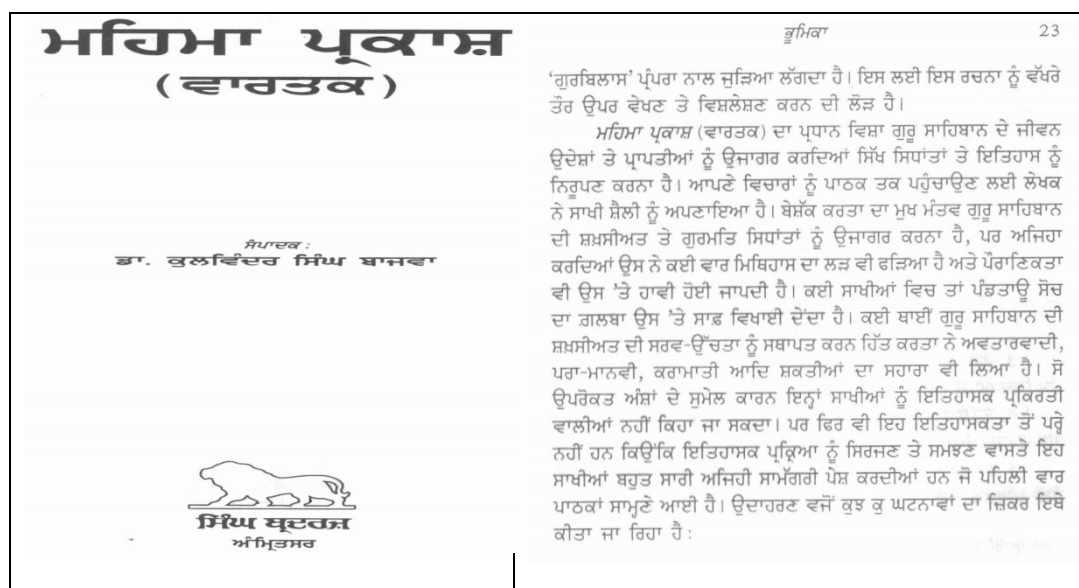 ਮਹਿਮਾ ਪ੍ਰਕਾਸ਼
(ਵਾਰਤਕ)
ਸੰਪਾਦਕ :
ਡਾ. ਕੁਲਵਿੰਦਰ ਸਿੰਘ ਬਾਜਵਾ
ਸਿੰਘ ਬ੍ਰਦਰਜ਼
ਅੰਮ੍ਰਿਤਸਰ
ਭੂਮਿਕਾ 23
‘ਗੁਰਬਿਲਾਸ’ ਪ੍ਰੰਪਰਾ ਨਾਲ ਜੁੜਿਆ ਲੱਗਦਾ ਹੈ। ਇਸ ਲਈ ਇਸ ਰਚਨਾ ਨੂੰ ਵੱਖਰੇ
ਤੌਰ ਉਪਰ ਵੇਖਣ ਤੇ ਵਿਸ਼ਲੇਸ਼ਣ ਕਰਨ ਦੀ ਲੋੜ ਹੈ।
ਮਹਿਮਾ ਪ੍ਰਕਾਸ਼ (ਵਾਰਤਕ) ਦਾ ਪ੍ਰਧਾਨ ਵਿਸ਼ਾ ਗੁਰੂ ਸਾਹਿਬਾਨ ਦੇ ਜੀਵਨ
ਉਦੇਸ਼ਾਂ ਤੇ ਪ੍ਰਾਪਤੀਆਂ ਨੂੰ ਉਜਾਗਰ ਕਰਦਿਆਂ ਸਿੱਖ ਸਿਧਾਂਤਾਂ ਤੇ ਇਤਿਹਾਸ ਨੂੰ
ਨਿਰੂਪਣ ਕਰਨਾ ਹੈ। ਆਪਣੇ ਵਿਚਾਰਾਂ ਨੂੰ ਪਾਠਕ ਤਕ ਪਹੁੰਚਾਉਣ ਲਈ ਲੇਖਕ
ਨੇ ਸਾਖੀ ਸ਼ੈਲੀ ਨੂੰ ਅਪਣਾਇਆ ਹੈ। ਬੇਸ਼ੱਕ ਕਰਤਾ ਦਾ ਮੁਖ ਮੰਤਵ ਗੁਰੂ ਸਾਹਿਬਾਨ
ਦੀ ਸ਼ਖ਼ਸੀਅਤ ਤੇ ਗੁਰਮਤਿ ਸਿਧਾਂਤਾਂ ਨੂੰ ਉਜਾਗਰ ਕਰਨਾ ਹੈ, ਪਰ ਅਜਿਹਾ
ਕਰਦਿਆਂ ਉਸ ਨੇ ਕਈ ਵਾਰ ਮਿਥਿਹਾਸ ਦਾ ਲੜ ਵੀ ਫੜਿਆ ਹੈ ਅਤੇ ਪੌਰਾਣਿਕਤਾ
ਵੀ ਉਸ ’ਤੇ ਹਾਵੀ ਹੋਈ ਜਾਪਦੀ ਹੈ। ਕਈ ਸਾਖੀਆਂ ਵਿਚ ਤਾਂ ਪੰਡਤਾਊ ਸੋਚ
ਦਾ ਗ਼ਲਬਾ ਉਸ ’ਤੇ ਸਾਫ਼ ਵਿਖਾਈ ਦੇਂਦਾ ਹੈ। ਕਈ ਥਾਈਂ ਗੁਰੂ ਸਾਹਿਬਾਨ ਦੀ
ਸ਼ਖ਼ਸੀਅਤ ਦੀ ਸਰਵ-ਉੱਚਤਾ ਨੂੰ ਸਥਾਪਤ ਕਰਨ ਹਿੱਤ ਕਰਤਾ ਨੇ ਅਵਤਾਰਵਾਦੀ,
ਪਰਾ-ਮਾਨਵੀ, ਕਰਾਮਾਤੀ ਆਦਿ ਸ਼ਕਤੀਆਂ ਦਾ ਸਹਾਰਾ ਵੀ ਲਿਆ ਹੈ। ਸੋ
ਉਪਰੋਕਤ ਅੰਸ਼ਾਂ ਦੇ ਸੁਮੇਲ ਕਾਰਨ ਇਨ੍ਹਾਂ ਸਾਖੀਆਂ ਨੂੰ ਇਤਿਹਾਸਕ ਪ੍ਰਕਿਰਤੀ
ਵਾਲੀਆਂ ਨਹੀਂ ਕਿਹਾ ਜਾ ਸਕਦਾ। ਪਰ ਫਿਰ ਵੀ ਇਹ ਇਤਿਹਾਸਕਤਾ ਤੋਂ ਪਰ੍ਹੇ
ਨਹੀਂ ਹਨ ਕਿਉਂਕਿ ਇਤਿਹਾਸਕ ਪ੍ਰਕ੍ਰਿਆ ਨੂੰ ਸਿਰਜਣ ਤੇ ਸਮਝਣ ਵਾਸਤੇ ਇਹ
ਸਾਖੀਆਂ ਬਹੁਤ ਸਾਰੀ ਅਜਿਹੀ ਸਾਮੱਗਰੀ ਪੇਸ਼ ਕਰਦੀਆਂ ਹਨ ਜੋ ਪਹਿਲੀ ਵਾਰ
ਪਾਠਕਾਂ ਸਾਮ੍ਹਣੇ ਆਈ ਹੈ। ਉਦਾਹਰਣ ਵਜੋਂ ਕੁਝ ਕੁ ਘਟਨਾਵਾਂ ਦਾ ਜ਼ਿਕਰ ਇਥੇ
ਕੀਤਾ ਜਾ ਰਿਹਾ ਹੈ :